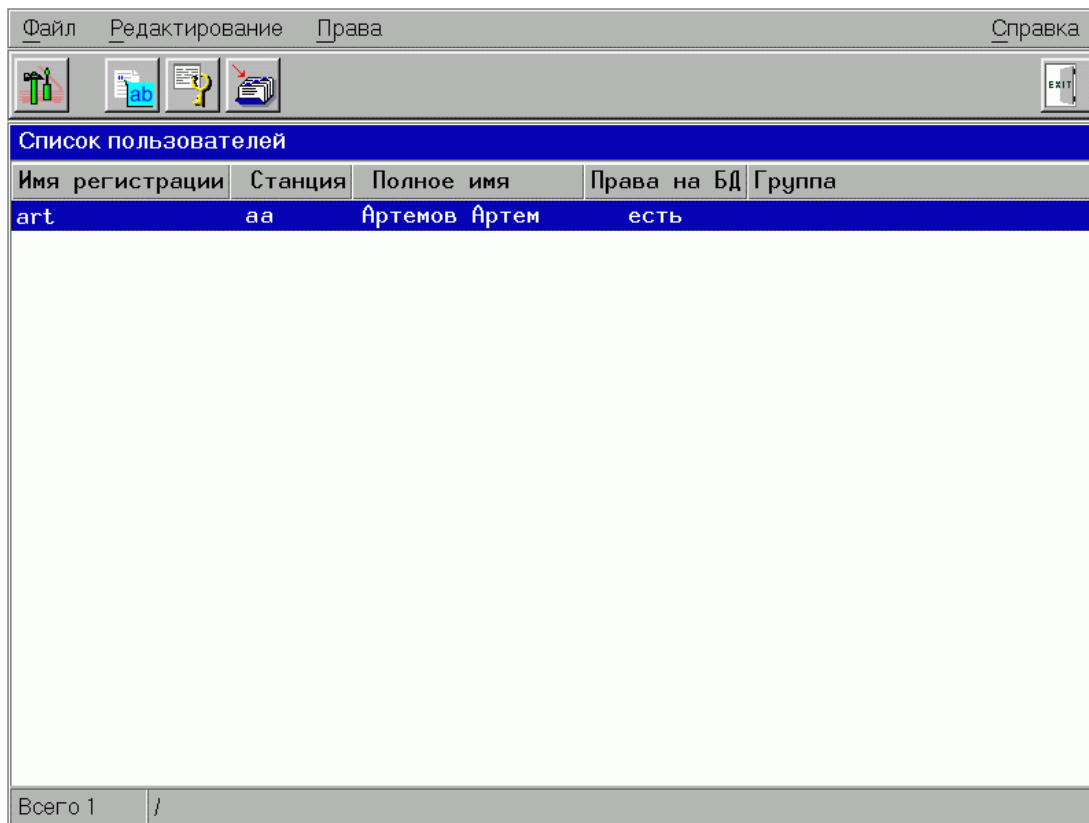 Файл Редактирование Права Справка
ab EXIT
Список пользователей
Имя регистрации Станция Полное имя Права на БД Группа
art aa Артемов Артем есть
Всего 1 /